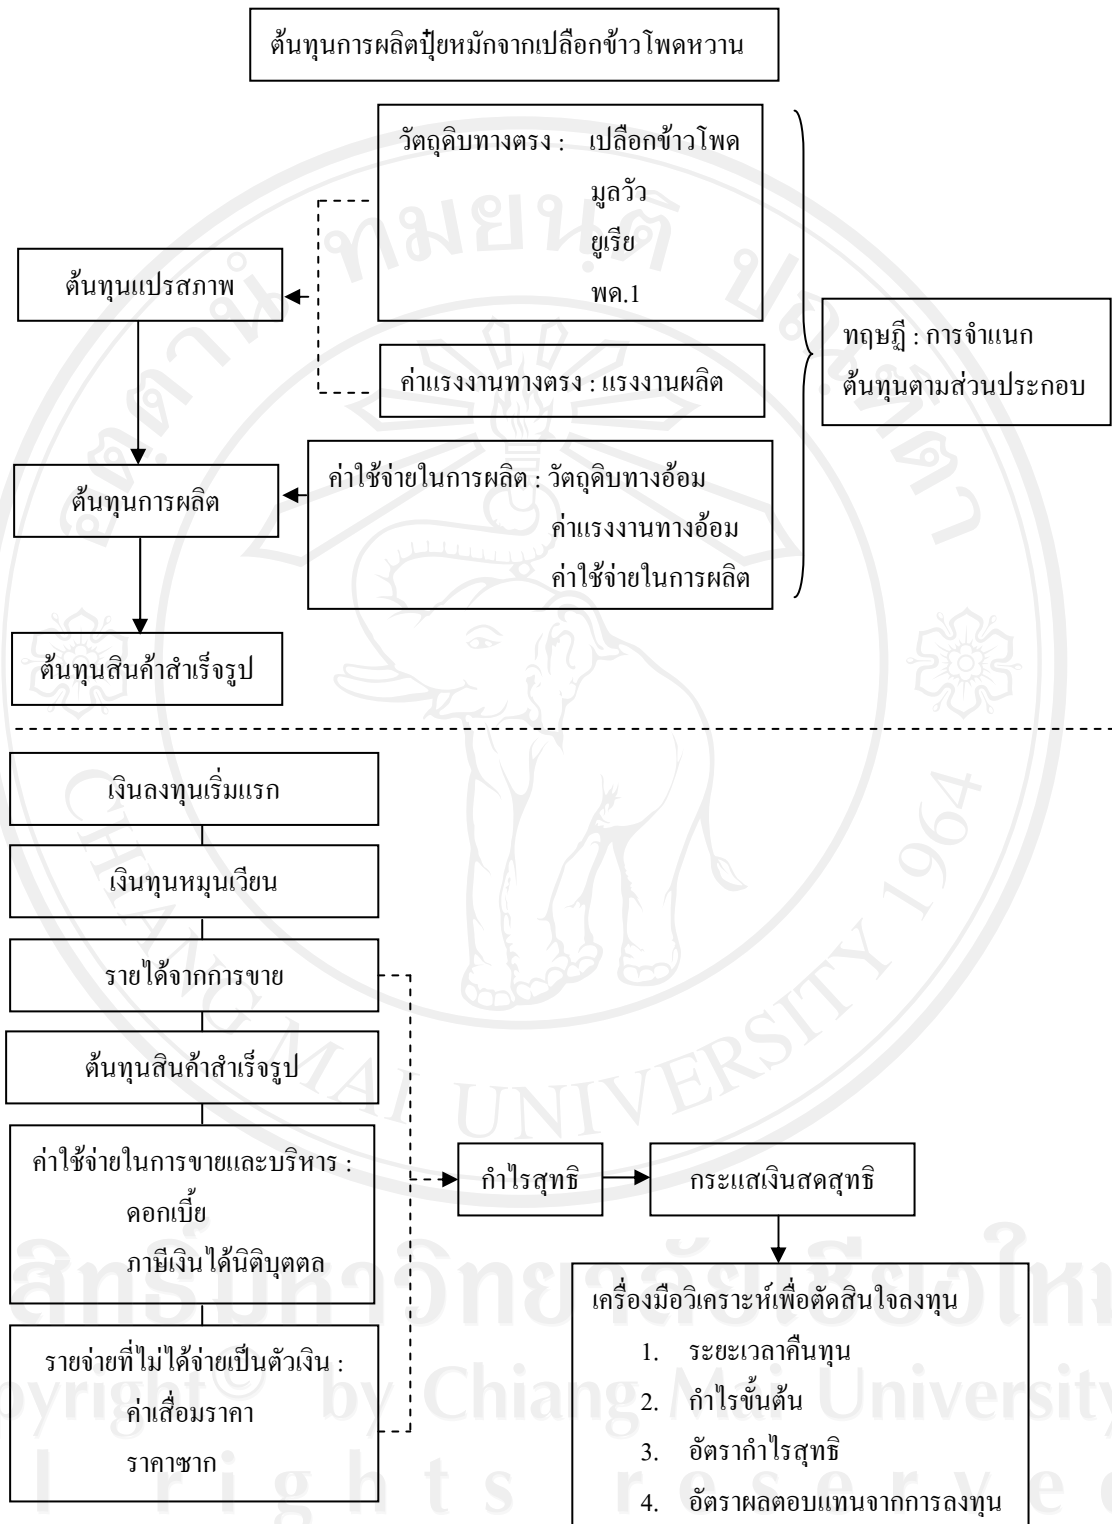 ต้นทุนการผลิตปุ๋ยหมักจากเปลือกข้าวโพดหวาน
วัตถุดิบทางตรง : เปลือกข้าวโพด
มูลวัว
ยูเรีย
พด.1
ต้นทุนแปรสภาพ
ทฤษฎี : การจำแนก
ต้นทุนตามส่วนประกอบ
ค่าแรงงานทางตรง : แรงงานผลิต
ต้นทุนการผลิต
ค่าใช้จ่ายในการผลิต : วัตถุดิบทางอ้อม
ค่าแรงงานทางอ้อม
ค่าใช้จ่ายในการผลิต
ต้นทุนสินค้าสำเร็จรูป
เงินลงทุนเริ่มแรก
เงินทุนหมุนเวียน
รายได้จากการขาย
ต้นทุนสินค้าสำเร็จรูป
ค่าใช้จ่ายในการขายและบริหาร :
ดอกเบี้ย
ภาษีเงินได้นิติบุตตล
กำไรสุทธิ
กระแสเงินสดสุทธิ
รายจ่ายที่ไม่ได้จ่ายเป็นตัวเงิน :
ค่าเสื่อมราคา
ราคาซาก
เครื่องมือวิเคราะห์เพื่อตัดสินใจลงทุน
1. ระยะเวลาคืนทุน
2. กำไรขั้นต้น
3. อัตรากำไรสุทธิ
4. อัตราผลตอบแทนจากการลงทุน
CHIANG MAI UNIVERSITY 1964
by Chiang Mai University
rights reserve